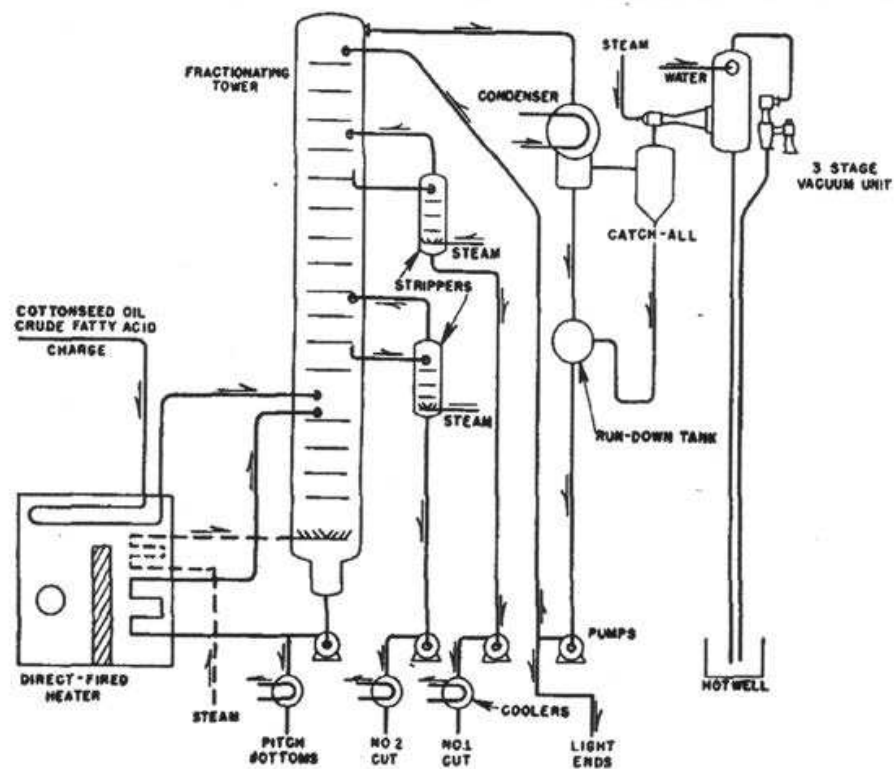 STEAM
FRACTIONATING
TOWER
WATER
CONDENSER
3 STAGE
VACUUM UNIT
CATCH-ALL
STEAM
STRIPPERS
COTTONSEED OIL
CRUDE FATTY ACID
CHARGE
STEAM
RUN-DOWN TANK
PUMPS
DIRECT-FIRED
HEATER
HOTWELL
STEAM
COOLERS
PITCH
BOTTOMS
NO 2
CUT
NO.1
CUT
LIGHT
ENDS